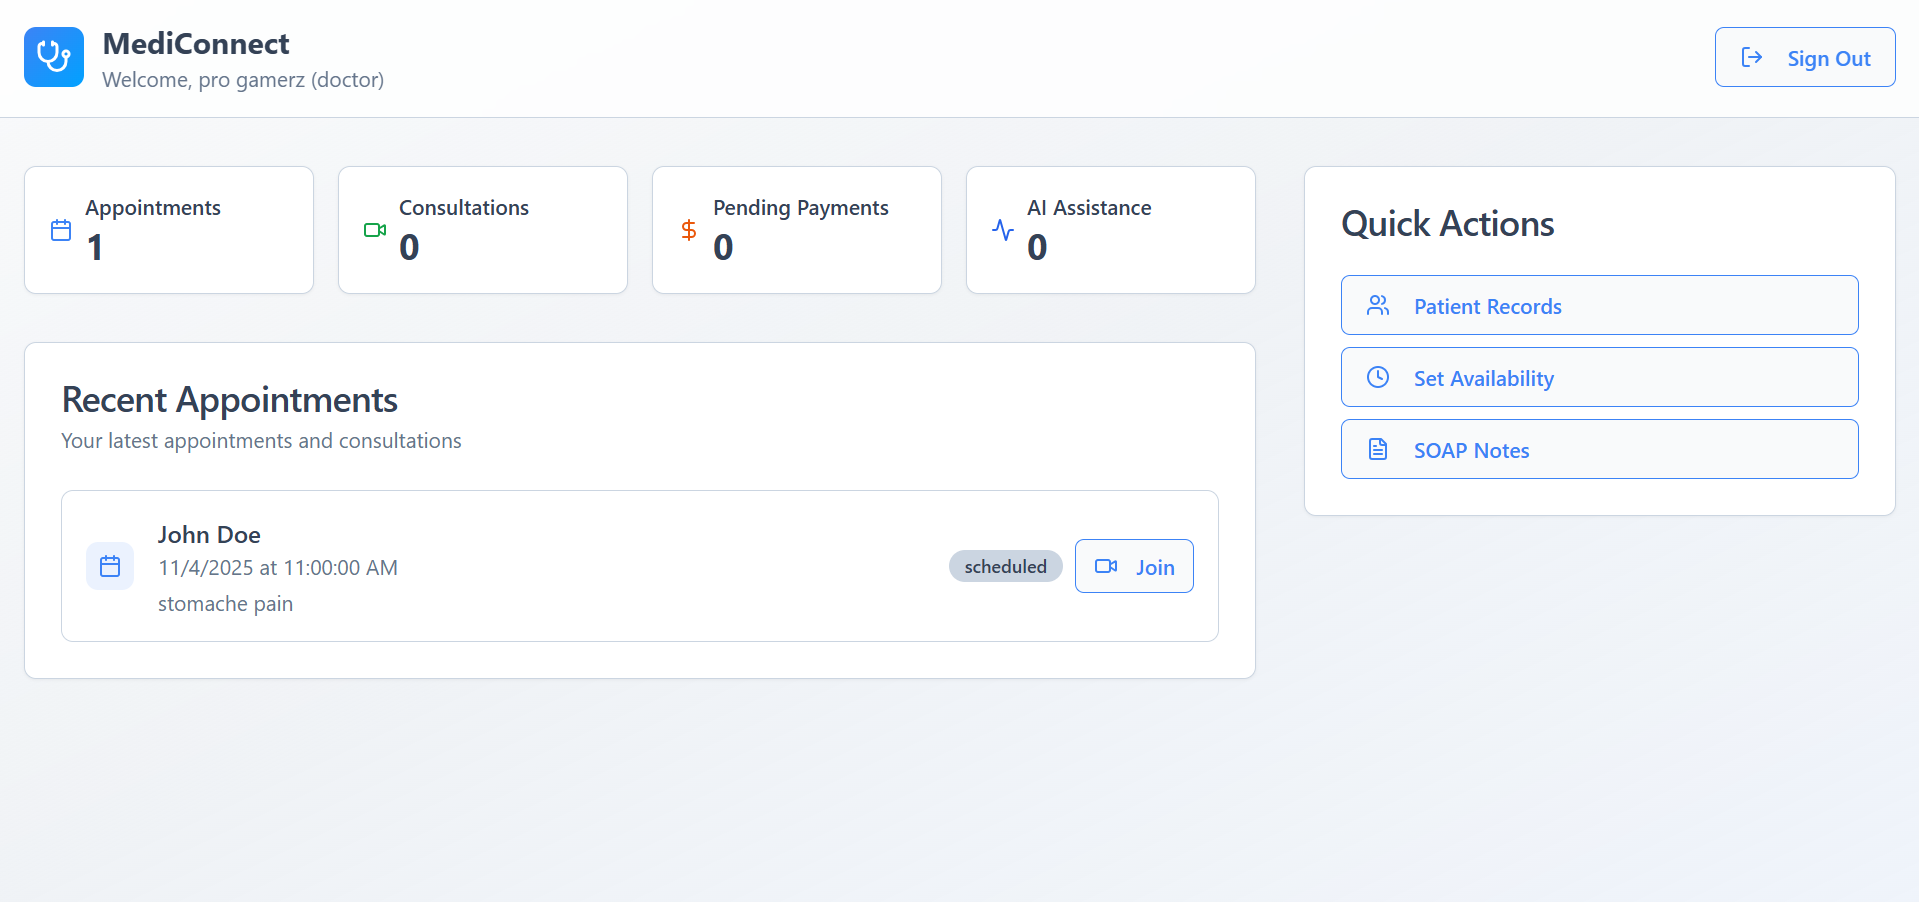 MediConnect
Welcome, pro gamerz (doctor)
Sign Out
Appointments
1
Consultations
0
Pending Payments
0
AI Assistance
0
Quick Actions
Patient Records
Set Availability
SOAP Notes
Recent Appointments
Your latest appointments and consultations
John Doe
11/4/2025 at 11:00:00 AM
stomache pain
scheduled
Join